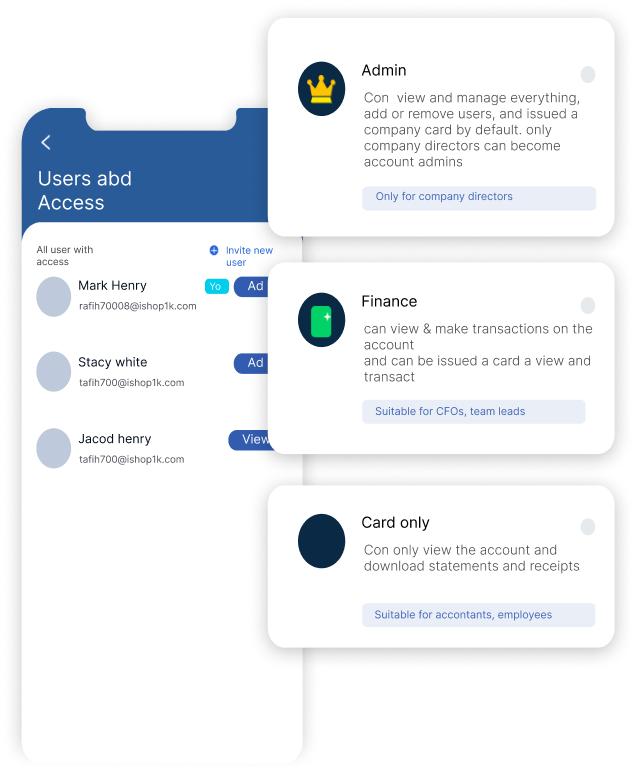 Users abd
Access
All user with
access
Invite new
user
Mark Henry
Yo
Ad
rafih70008@ishop1k.com
Stacy white
Ad
tafih700@ishop1k.com
Jacod henry
View
tafih700@ishop1k.com
Admin
Con view and manage everything,
add or remove users, and issued a
company card by default. only
company directors can become
account admins
Only for company directors
Finance
can view & make transactions on the
account
and can be issued a card a view and
transact
Suitable for CFOs, team leads
Card only
Con only view the account and
download statements and receipts
Suitable for accontants, employees